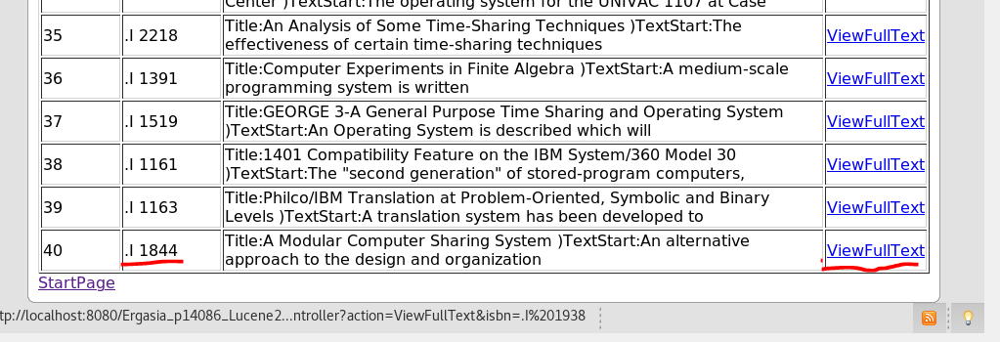 Center )TextStart:The operating system for the UNIVAC 1107 at Case
35 .I 2218 Title:An Analysis of Some Time-Sharing Techniques )TextStart:The effectiveness of certain time-sharing techniques ViewFullText
36 .I 1391 Title:Computer Experiments in Finite Algebra )TextStart:A medium-scale programming system is written ViewFullText
37 .I 1519 Title:GEORGE 3-A General Purpose Time Sharing and Operating System )TextStart:An Operating System is described which will ViewFullText
38 .I 1161 Title:1401 Compatibility Feature on the IBM System/360 Model 30 )TextStart:The "second generation" of stored-program computers, ViewFullText
39 .I 1163 Title:Philco/IBM Translation at Problem-Oriented, Symbolic and Binary Levels )TextStart:A translation system has been developed to ViewFullText
40 .I 1844 Title:A Modular Computer Sharing System )TextStart:An alternative approach to the design and organization ViewFullText
StartPage
tp://localhost:8080/Ergasia_p14086_Lucene2...ntroller?action=ViewFullText&isbn=.I%201938